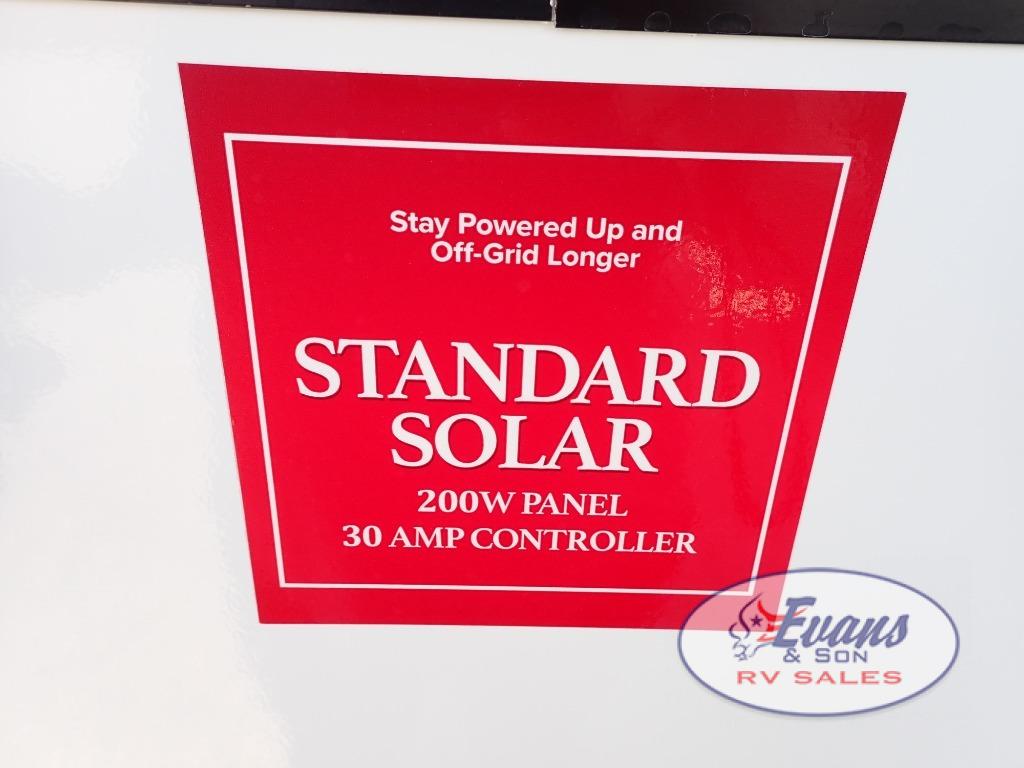 Stay Powered Up and
Off-Grid Longer
STANDARD
SOLAR
200W PANEL
30 AMP CONTROLLER
Evans
& SON
RV SALES